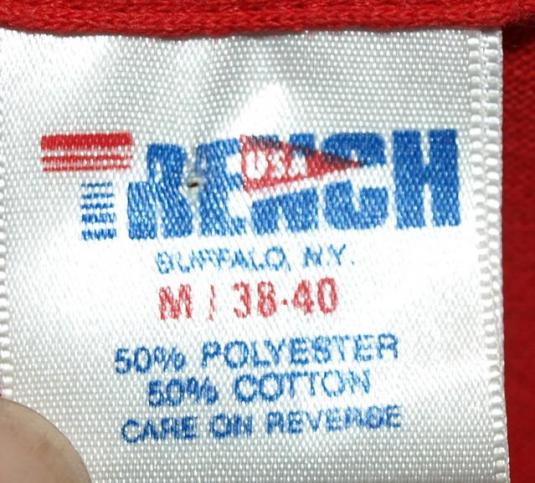 TRENCH
USA
BUFFALO, N.Y.
M / 38-40
50% POLYESTER
50% COTTON
CARE ON REVERSE